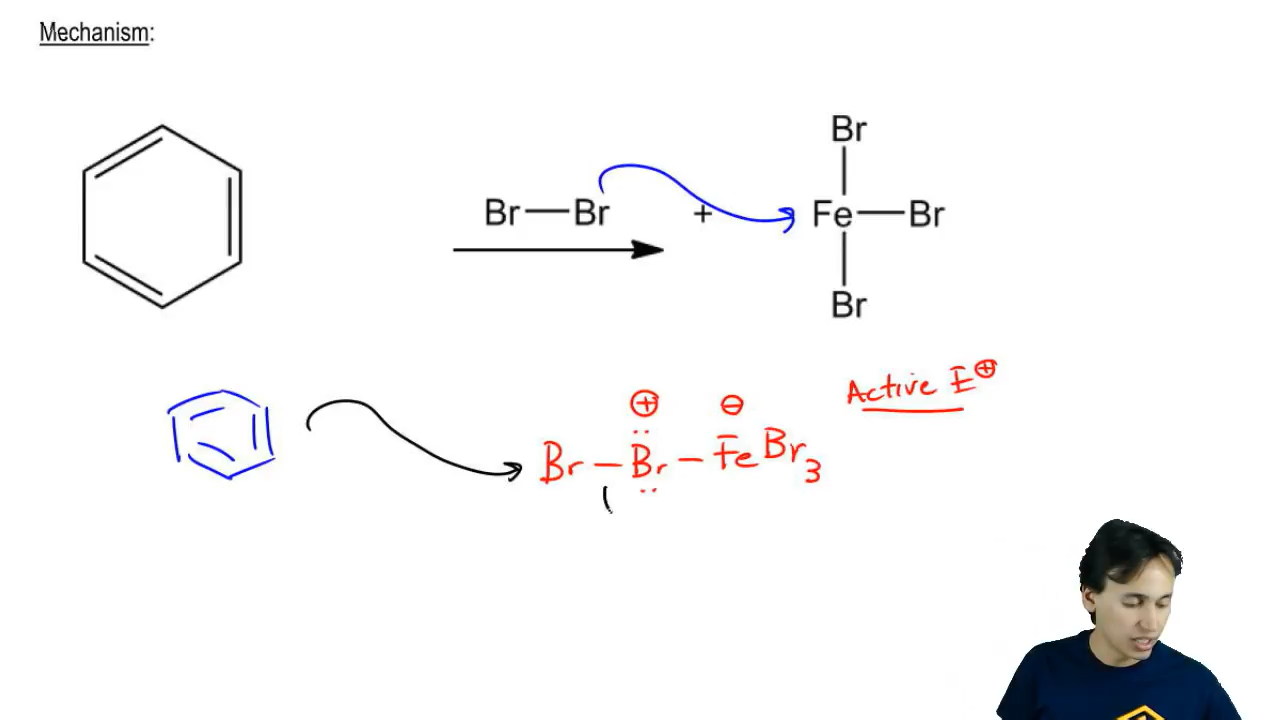 Mechanism:
Br
Br—Br + Fe—Br
Br
Active E⊕
⊕ ⊖
Br – Br – FeBr3